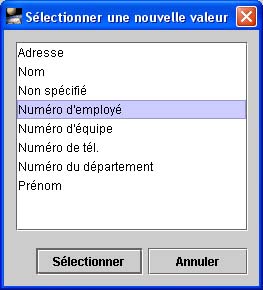 Sélectionner une nouvelle valeur
Adresse
Nom
Non spécifié
Numéro d'employé
Numéro d'équipe
Numéro de tél.
Numéro du département
Prénom
Sélectionner
Annuler